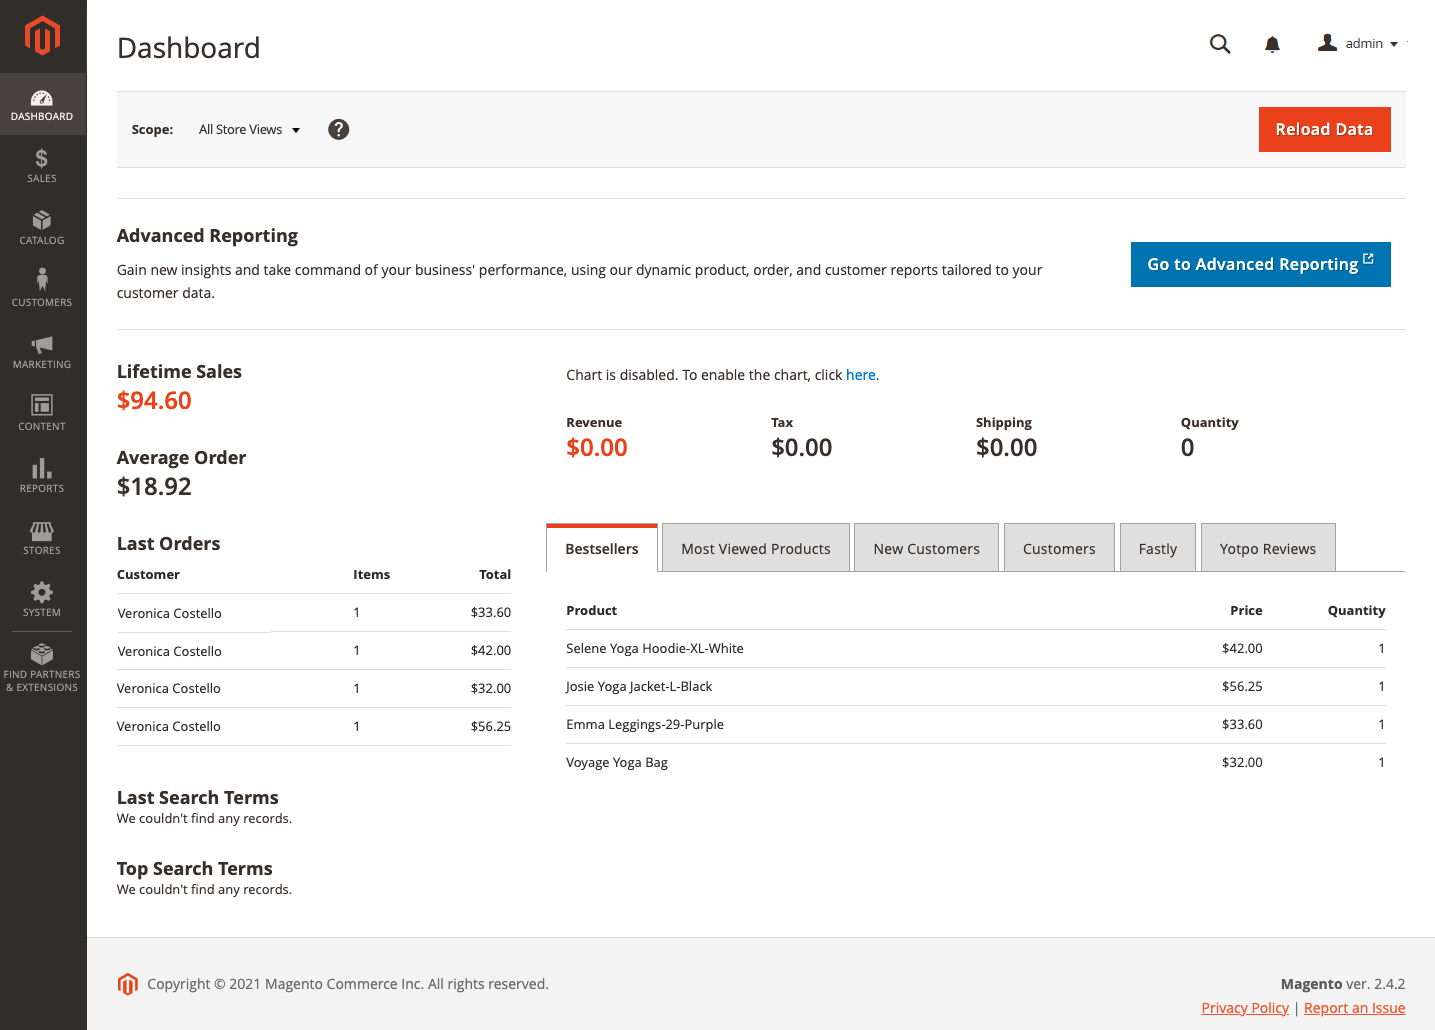 Dashboard
admin
DASHBOARD
SALES
CATALOG
CUSTOMERS
MARKETING
CONTENT
REPORTS
STORES
SYSTEM
FIND PARTNERS
& EXTENSIONS
Scope: All Store Views ?
Reload Data
Advanced Reporting
Gain new insights and take command of your business' performance, using our dynamic product, order, and customer reports tailored to your
customer data.
Go to Advanced Reporting
Lifetime Sales
$94.60
Average Order
$18.92
Last Orders
Customer Items Total
Veronica Costello 1 $33.60
Veronica Costello 1 $42.00
Veronica Costello 1 $32.00
Veronica Costello 1 $56.25
Last Search Terms
We couldn't find any records.
Top Search Terms
We couldn't find any records.
Chart is disabled. To enable the chart, click here.
Revenue Tax Shipping Quantity
$0.00 $0.00 $0.00 0
Bestsellers Most Viewed Products New Customers Customers Fastly Yotpo Reviews
Product Price Quantity
Selene Yoga Hoodie-XL-White $42.00 1
Josie Yoga Jacket-L-Black $56.25 1
Emma Leggings-29-Purple $33.60 1
Voyage Yoga Bag $32.00 1
Copyright © 2021 Magento Commerce Inc. All rights reserved.
Magento ver. 2.4.2
Privacy Policy | Report an Issue